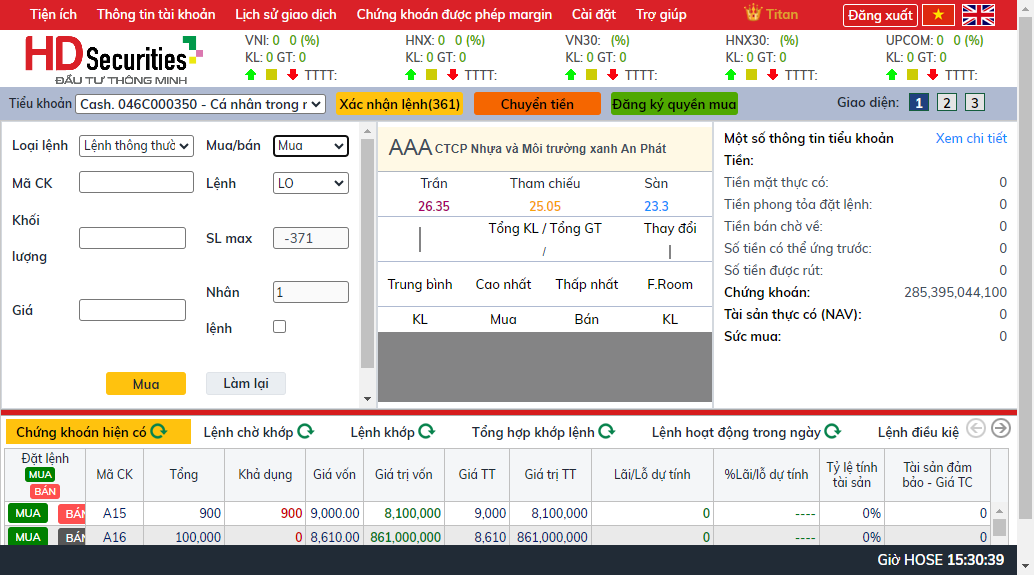 Tiện ích Thông tin tài khoản Lịch sử giao dịch Chứng khoán được phép margin Cài đặt Trợ giúp Titan Đăng xuất
HD Securities
ĐẦU TƯ THÔNG MINH
VNI: 0 0 (%) HNX: 0 0 (%) VN30: (%) HNX30: (%) UPCOM: 0 0 (%)
KL: 0 GT: 0 KL: 0 GT: 0 KL: 0 GT: 0 KL: 0 GT: 0 KL: 0 GT: 0
TTTT: TTTT: TTTT: TTTT: TTTT:
Tiểu khoản Cash. 046C000350 - Cá nhân trong r Xác nhận lệnh(361) Chuyển tiền Đăng ký quyền mua Giao diện: 1 2 3
Loại lệnh Lệnh thông thườ Mua/bán Mua
Mã CK Lệnh LO
Khối
lượng
SL max -371
Giá
Nhân
lệnh
1
Mua Làm lại
AAA CTCP Nhựa và Môi trường xanh An Phát
Trần Tham chiếu Sàn
26.35 25.05 23.3
Tổng KL / Tổng GT Thay đổi
/
Trung bình Cao nhất Thấp nhất F.Room
KL Mua Bán KL
Một số thông tin tiểu khoản Xem chi tiết
Tiền:
Tiền mặt thực có: 0
Tiền phong tỏa đặt lệnh: 0
Tiền bán chờ về: 0
Số tiền có thể ứng trước: 0
Số tiền được rút: 0
Chứng khoán: 285,395,044,100
Tài sản thực có (NAV): 0
Sức mua: 0
Chứng khoán hiện có Lệnh chờ khớp Lệnh khớp Tổng hợp khớp lệnh Lệnh hoạt động trong ngày Lệnh điều kiệ
Đặt lệnh
MUA
BÁN
Mã CK Tổng Khả dụng Giá vốn Giá trị vốn Giá TT Giá trị TT Lãi/Lỗ dự tính %Lãi/lỗ dự tính
Tỷ lệ tính
tài sản
Tài sản đảm
bảo - Giá TC
MUA BÁN A15 900 900 9,000.00 8,100,000 9,000 8,100,000 0 ---- 0% 0
MUA BÁN A16 100,000 0 8,610.00 861,000,000 8,610 861,000,000 0 ---- 0% 0
Giờ HOSE 15:30:39